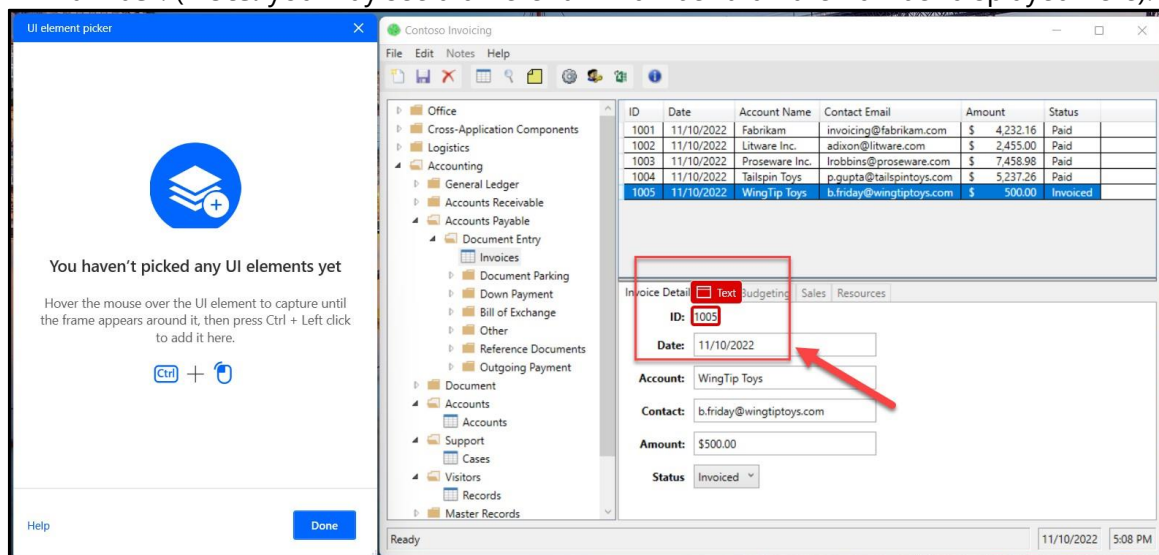 UI element picker
You haven't picked any UI elements yet
Hover the mouse over the UI element to capture until
the frame appears around it, then press Ctrl + Left click
to add it here.
Ctrl +
Help
Done
Contoso Invoicing
File Edit Notes Help
Office
Cross-Application Components
Logistics
Accounting
General Ledger
Accounts Receivable
Accounts Payable
Document Entry
Invoices
Document Parking
Down Payment
Bill of Exchange
Other
Reference Documents
Outgoing Payment
Document
Accounts
Accounts
Support
Cases
Visitors
Records
Master Records
ID Date Account Name Contact Email Amount Status
1001 11/10/2022 Fabrikam invoicing@fabrikam.com $ 4,232.16 Paid
1002 11/10/2022 Litware Inc. adixon@litware.com $ 2,455.00 Paid
1003 11/10/2022 Proseware Inc. lrobbins@proseware.com $ 7,458.98 Paid
1004 11/10/2022 Tailspin Toys p.gupta@tailspintoys.com $ 5,237.26 Paid
1005 11/10/2022 WingTip Toys b.friday@wingtiptoys.com $ 500.00 Invoiced
Invoice Detail Text Budgeting Sales Resources
ID: 1005
Date: 11/10/2022
Account: WingTip Toys
Contact: b.friday@wingtiptoys.com
Amount: $500.00
Status Invoiced
Ready
11/10/2022 5:08 PM